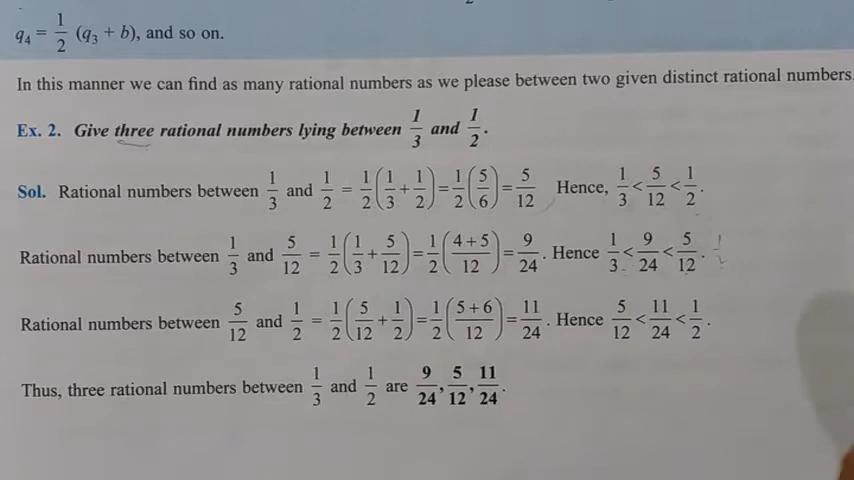 q₄ = 1/2 (q₃ + b), and so on.
In this manner we can find as many rational numbers as we please between two given distinct rational numbers.
Ex. 2. Give three rational numbers lying between 1/3 and 1/2.
Sol. Rational numbers between 1/3 and 1/2 = 1/2(1/3 + 1/2) = 1/2(5/6) = 5/12 Hence, 1/3 < 5/12 < 1/2.
Rational numbers between 1/3 and 5/12 = 1/2(1/3 + 5/12) = 1/2((4+5)/12) = 9/24. Hence 1/3 < 9/24 < 5/12.
Rational numbers between 5/12 and 1/2 = 1/2(5/12 + 1/2) = 1/2((5+6)/12) = 11/24. Hence 5/12 < 11/24 < 1/2.
Thus, three rational numbers between 1/3 and 1/2 are 9/24, 5/12, 11/24.